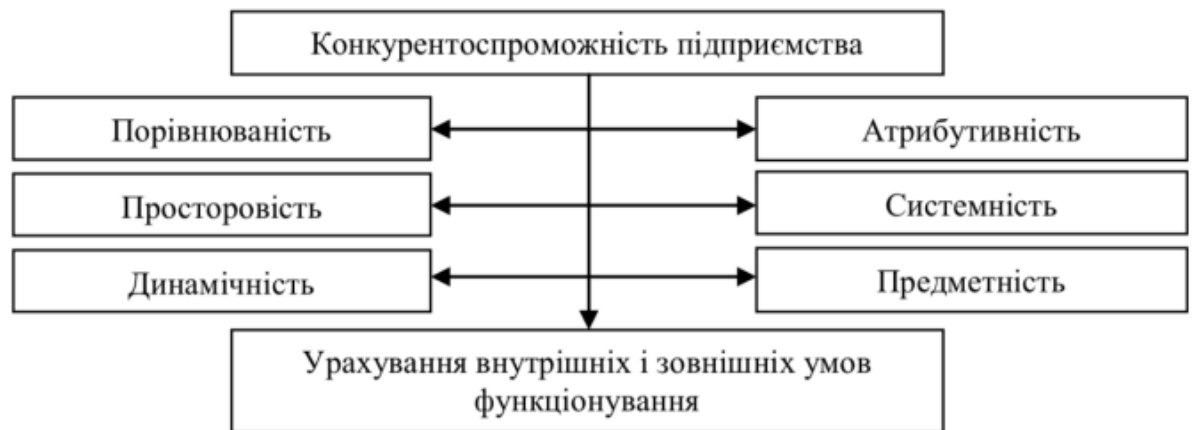 Конкурентоспроможність підприємства
Порівнюваність
Атрибутивність
Просторовість
Системність
Динамічність
Предметність
Урахування внутрішніх і зовнішніх умов
функціонування